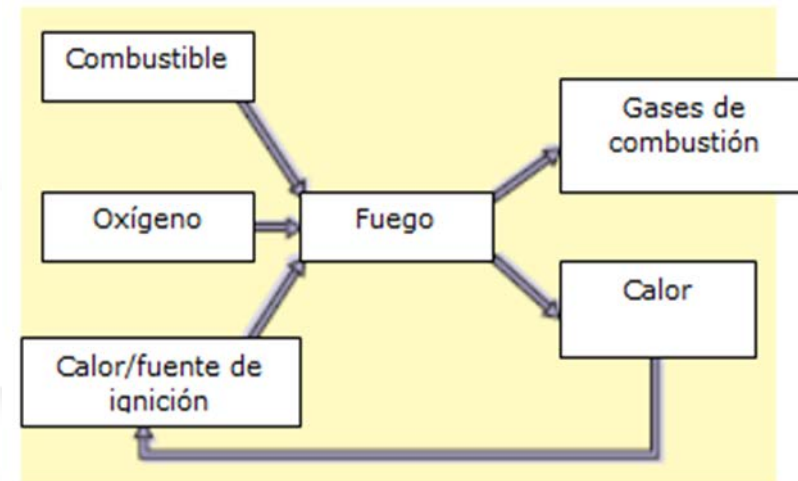 Combustible
Oxígeno
Calor/fuente de
ignición
Fuego
Gases de
combustión
Calor